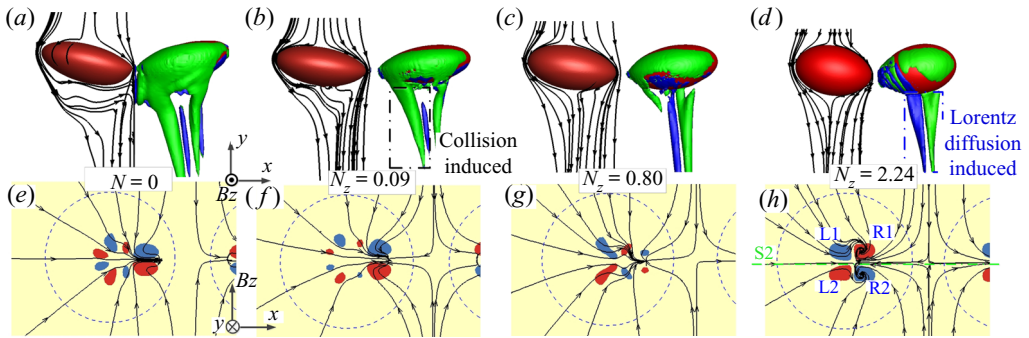 (a) (b) (c) (d)
y
x
Bz
Collision
induced
Lorentz
diffusion
induced
N = 0
N_z = 0.09
N_z = 0.80
N_z = 2.24
(e) (f) (g) (h)
L1 R1
S2
L2 R2
Bz
y
x